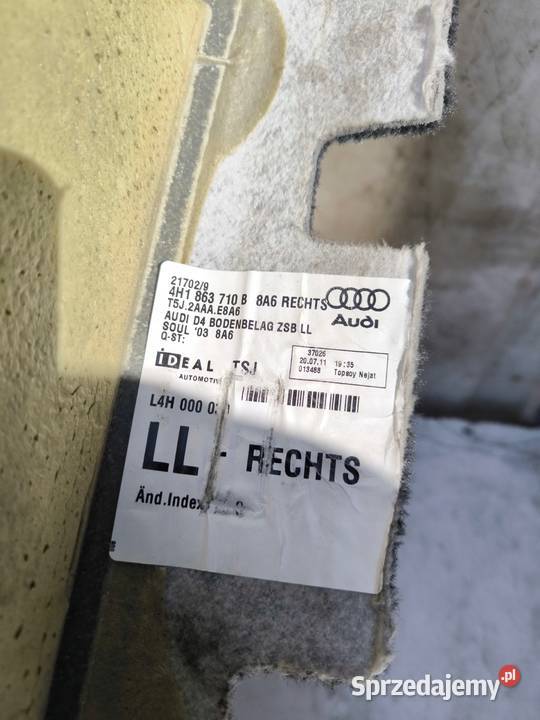 21702/9
4H1 863 710 B 8A6 RECHTS
T5J.2AAA.E8A6
AUDI D4 BODENBELAG ZSB LL
SOUL '03 8A6
Q-ST:
Audi
IDEAL TSJ
AUTOMOTIVE
37026
20.07.11 19:35
013488 Topsoy Nejat
L4H 000 0
LL - RECHTS
Änd.Index
Sprzedajemy.pl